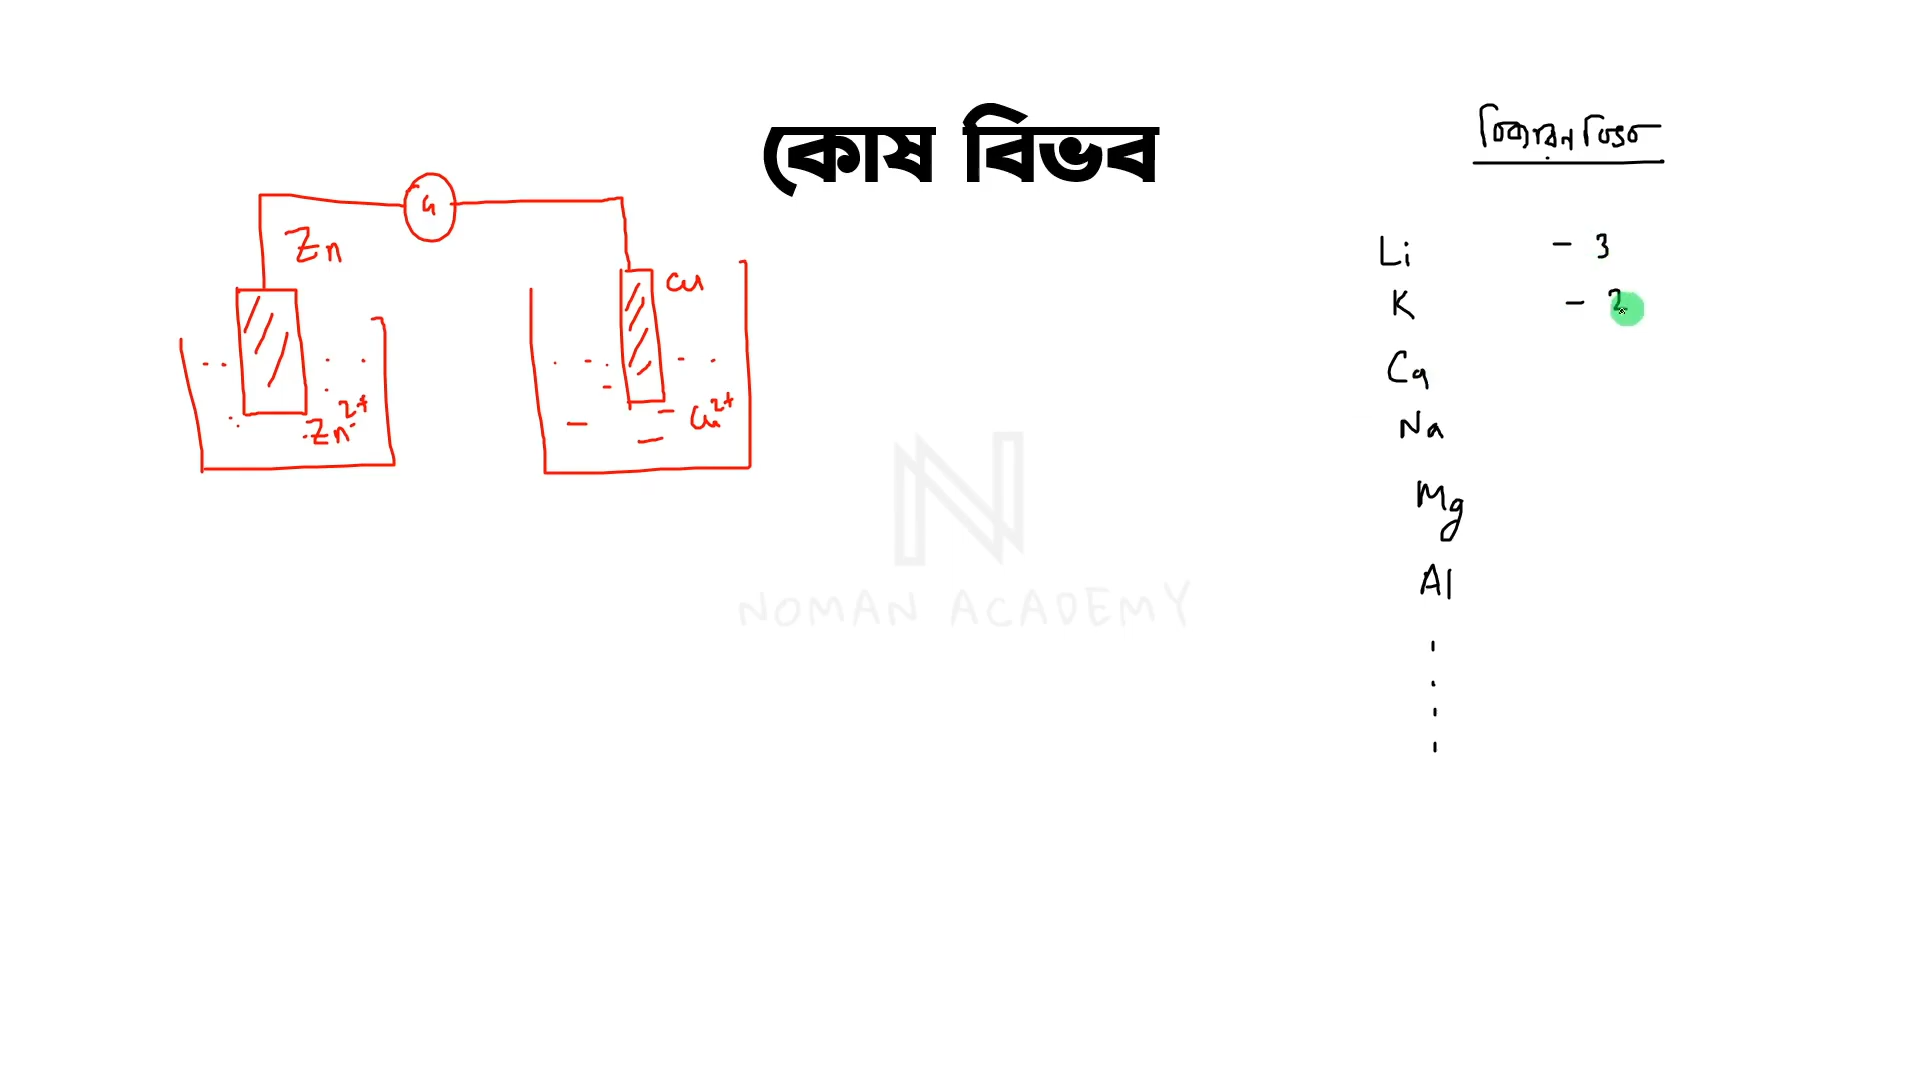 কোষ বিভব
বিজারণ বিভব
G
Zn
Cu
Zn²⁺
Cu²⁺
Li - 3
K - 2
Ca
Na
Mg
Al
NOMAN ACADEMY